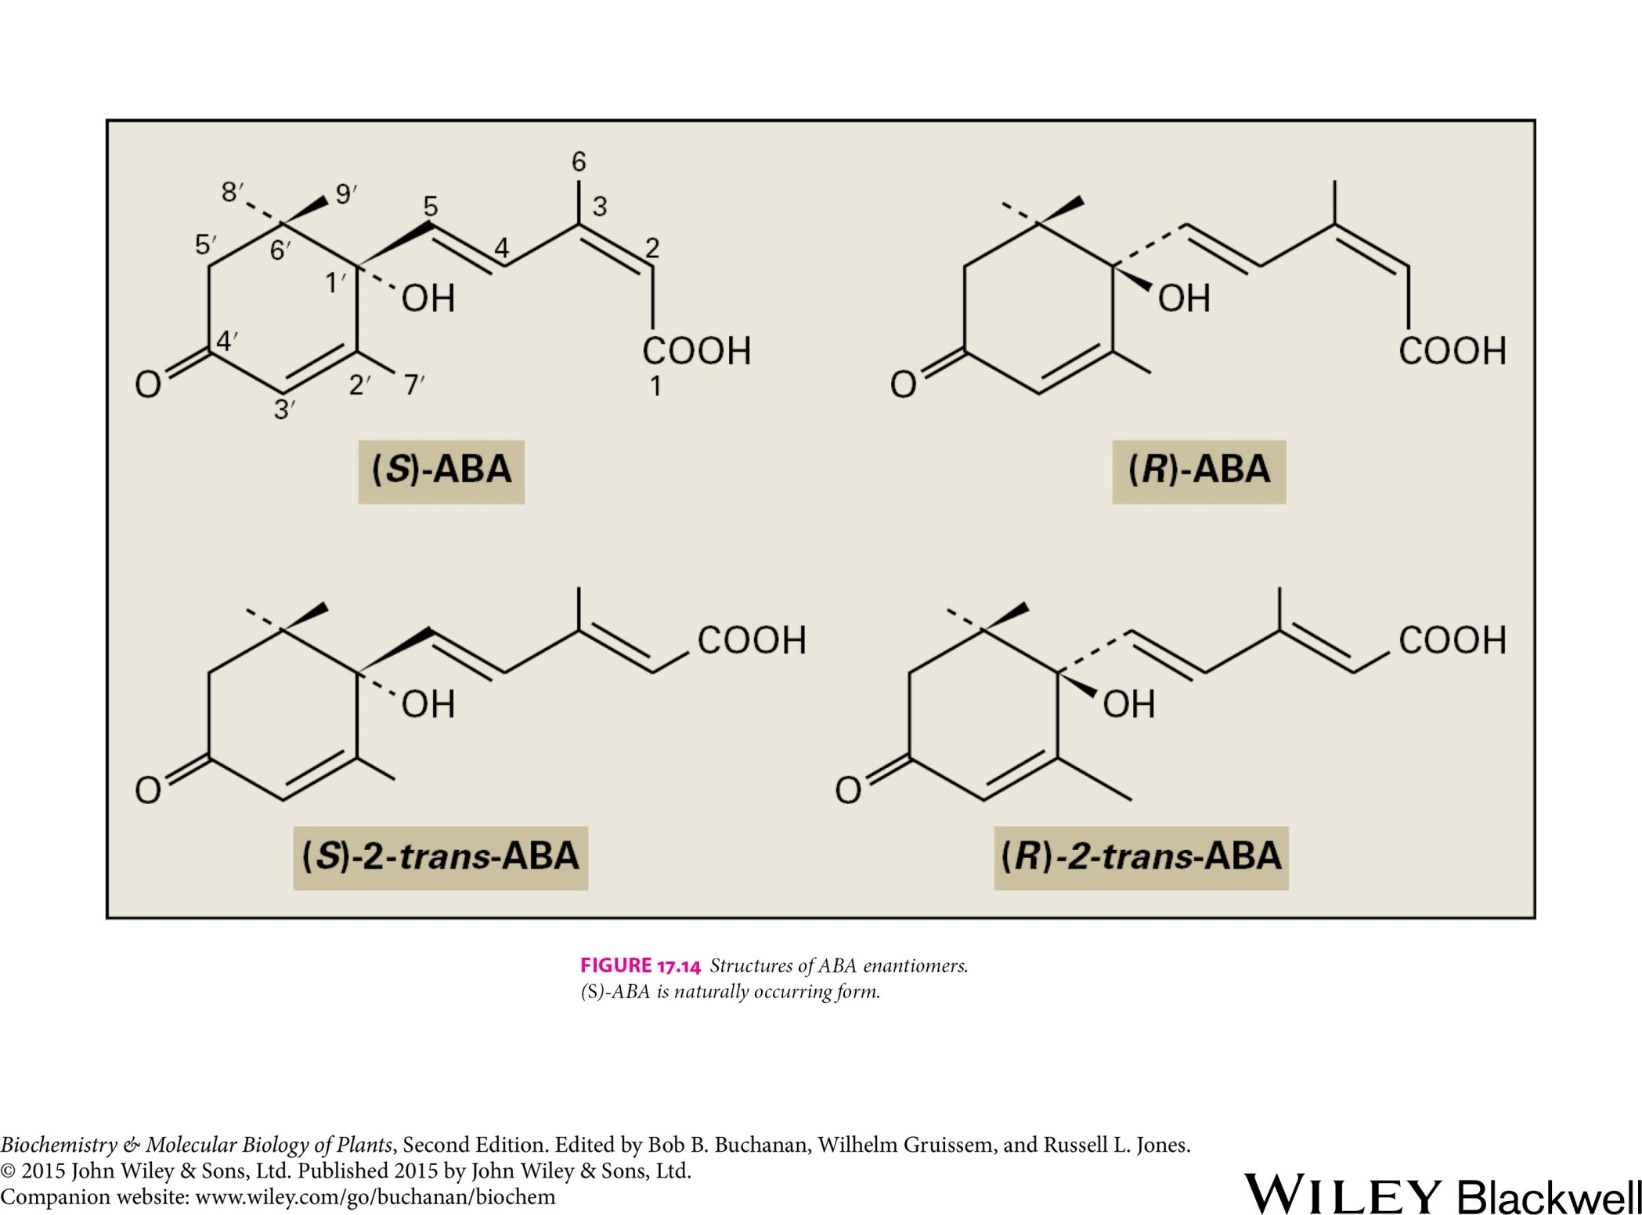 6
8′
9′
5
3
5′
6′
4
2
1′
OH
OH
4′
COOH
COOH
O
2′
7′
1
O
3′
(S)-ABA
(R)-ABA
COOH
COOH
OH
OH
O
O
(S)-2-trans-ABA
(R)-2-trans-ABA
FIGURE 17.14 Structures of ABA enantiomers.
(S)-ABA is naturally occurring form.
Biochemistry & Molecular Biology of Plants, Second Edition. Edited by Bob B. Buchanan, Wilhelm Gruissem, and Russell L. Jones.
© 2015 John Wiley & Sons, Ltd. Published 2015 by John Wiley & Sons, Ltd.
Companion website: www.wiley.com/go/buchanan/biochem
WILEY Blackwell